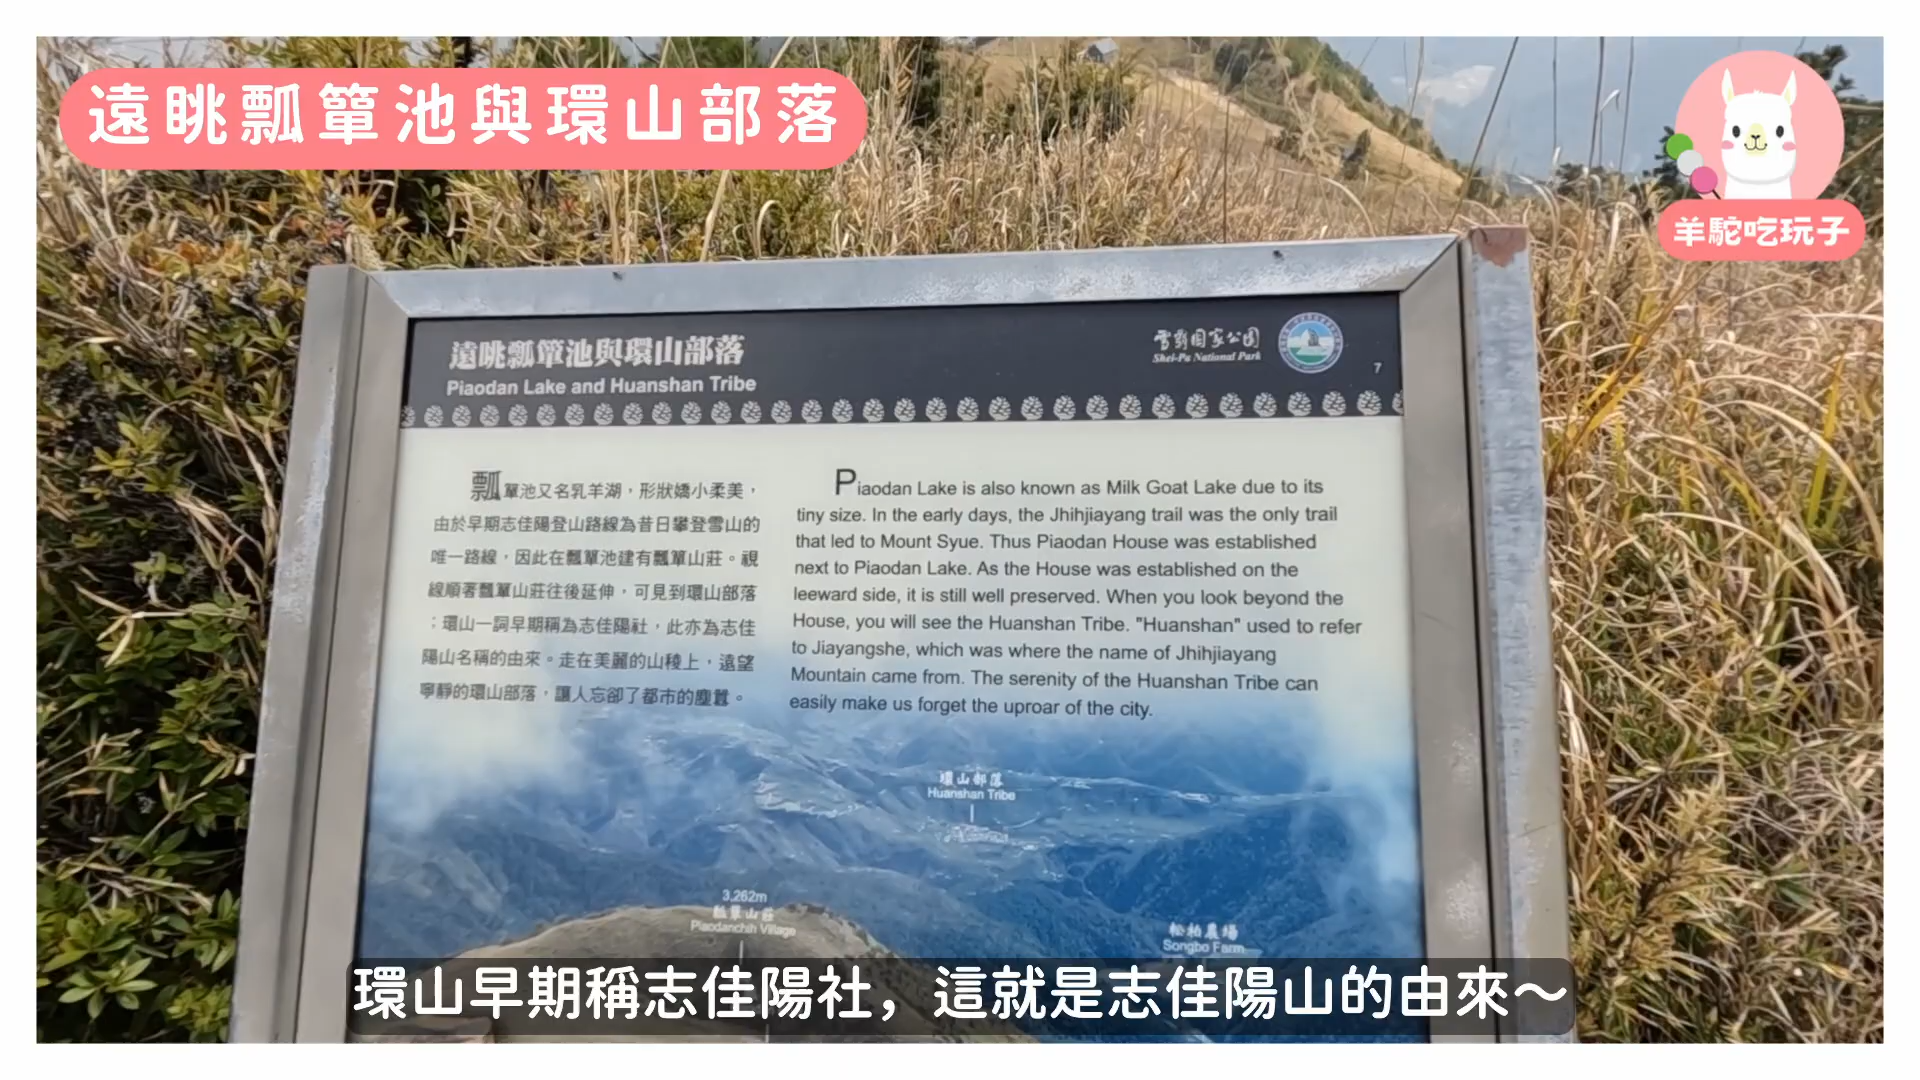 遠眺瓢簞池與環山部落
羊駝吃玩子
遠眺瓢簞池與環山部落
Piaodan Lake and Huanshan Tribe
雪霸國家公園
Shei-Pa National Park
7
瓢簞池又名乳羊湖，形狀嬌小柔美，
由於早期志佳陽登山路線為昔日攀登雪山的
唯一路線，因此在瓢簞池建有瓢簞山莊。視
線順著瓢簞山莊往後延伸，可見到環山部落
；環山一詞早期稱為志佳陽社，此亦為志佳
陽山名稱的由來。走在美麗的山稜上，遠望
寧靜的環山部落，讓人忘卻了都市的塵囂。
Piaodan Lake is also known as Milk Goat Lake due to its
tiny size. In the early days, the Jhihjiayang trail was the only trail
that led to Mount Syue. Thus Piaodan House was established
next to Piaodan Lake. As the House was established on the
leeward side, it is still well preserved. When you look beyond the
House, you will see the Huanshan Tribe. "Huanshan" used to refer
to Jiayangshe, which was where the name of Jhihjiayang
Mountain came from. The serenity of the Huanshan Tribe can
easily make us forget the uproar of the city.
環山部落
Huanshan Tribe
3,262m
瓢簞山莊
Piaodanchih Village
松柏農場
Songbo Farm
環山早期稱志佳陽社，這就是志佳陽山的由來～